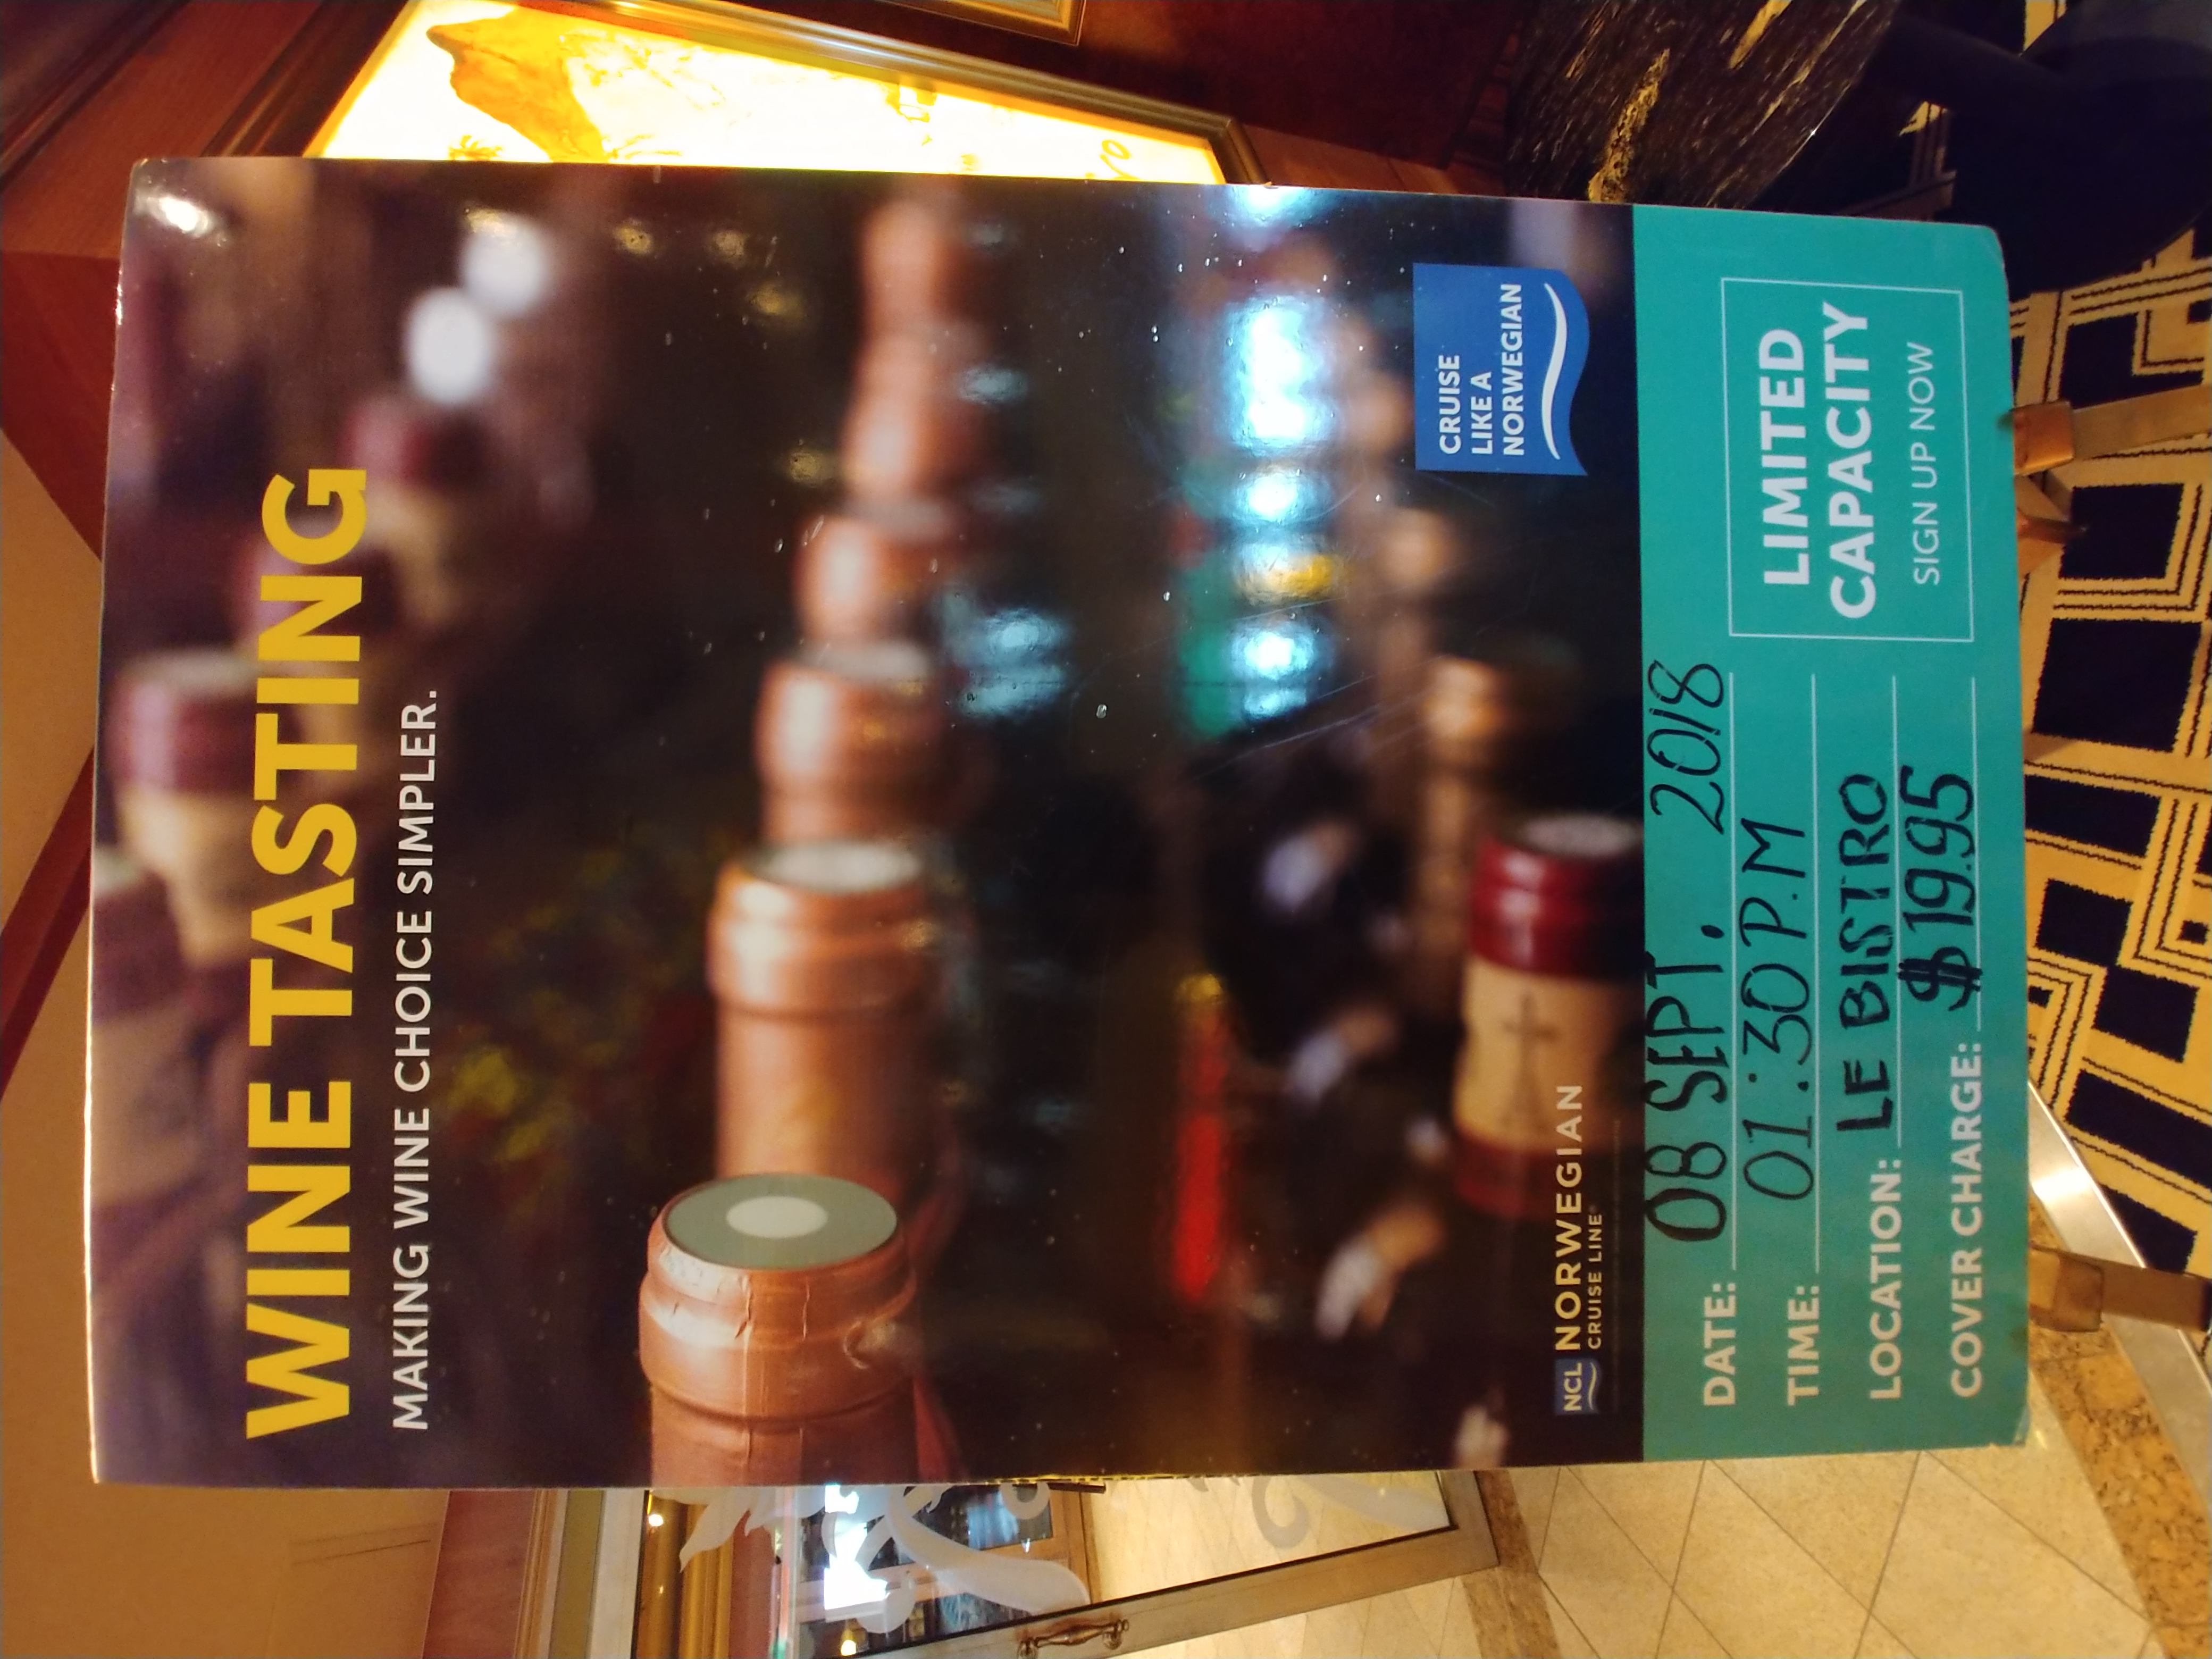 WINE TASTING
MAKING WINE CHOICE SIMPLER.
CRUISE
LIKE A
NORWEGIAN
NCL NORWEGIAN
CRUISE LINE®
DATE: 08 SEPT. 2018
TIME: 01:30 P.M
LOCATION: LE BISTRO
COVER CHARGE: $19.95
LIMITED
CAPACITY
SIGN UP NOW